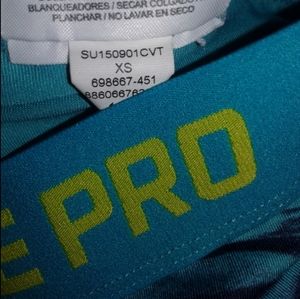 BLANQUEADORES / SECAR COLGADO
PLANCHAR / NO LAVAR EN SECO
SU150901CVT
XS
698667-451
E PRO